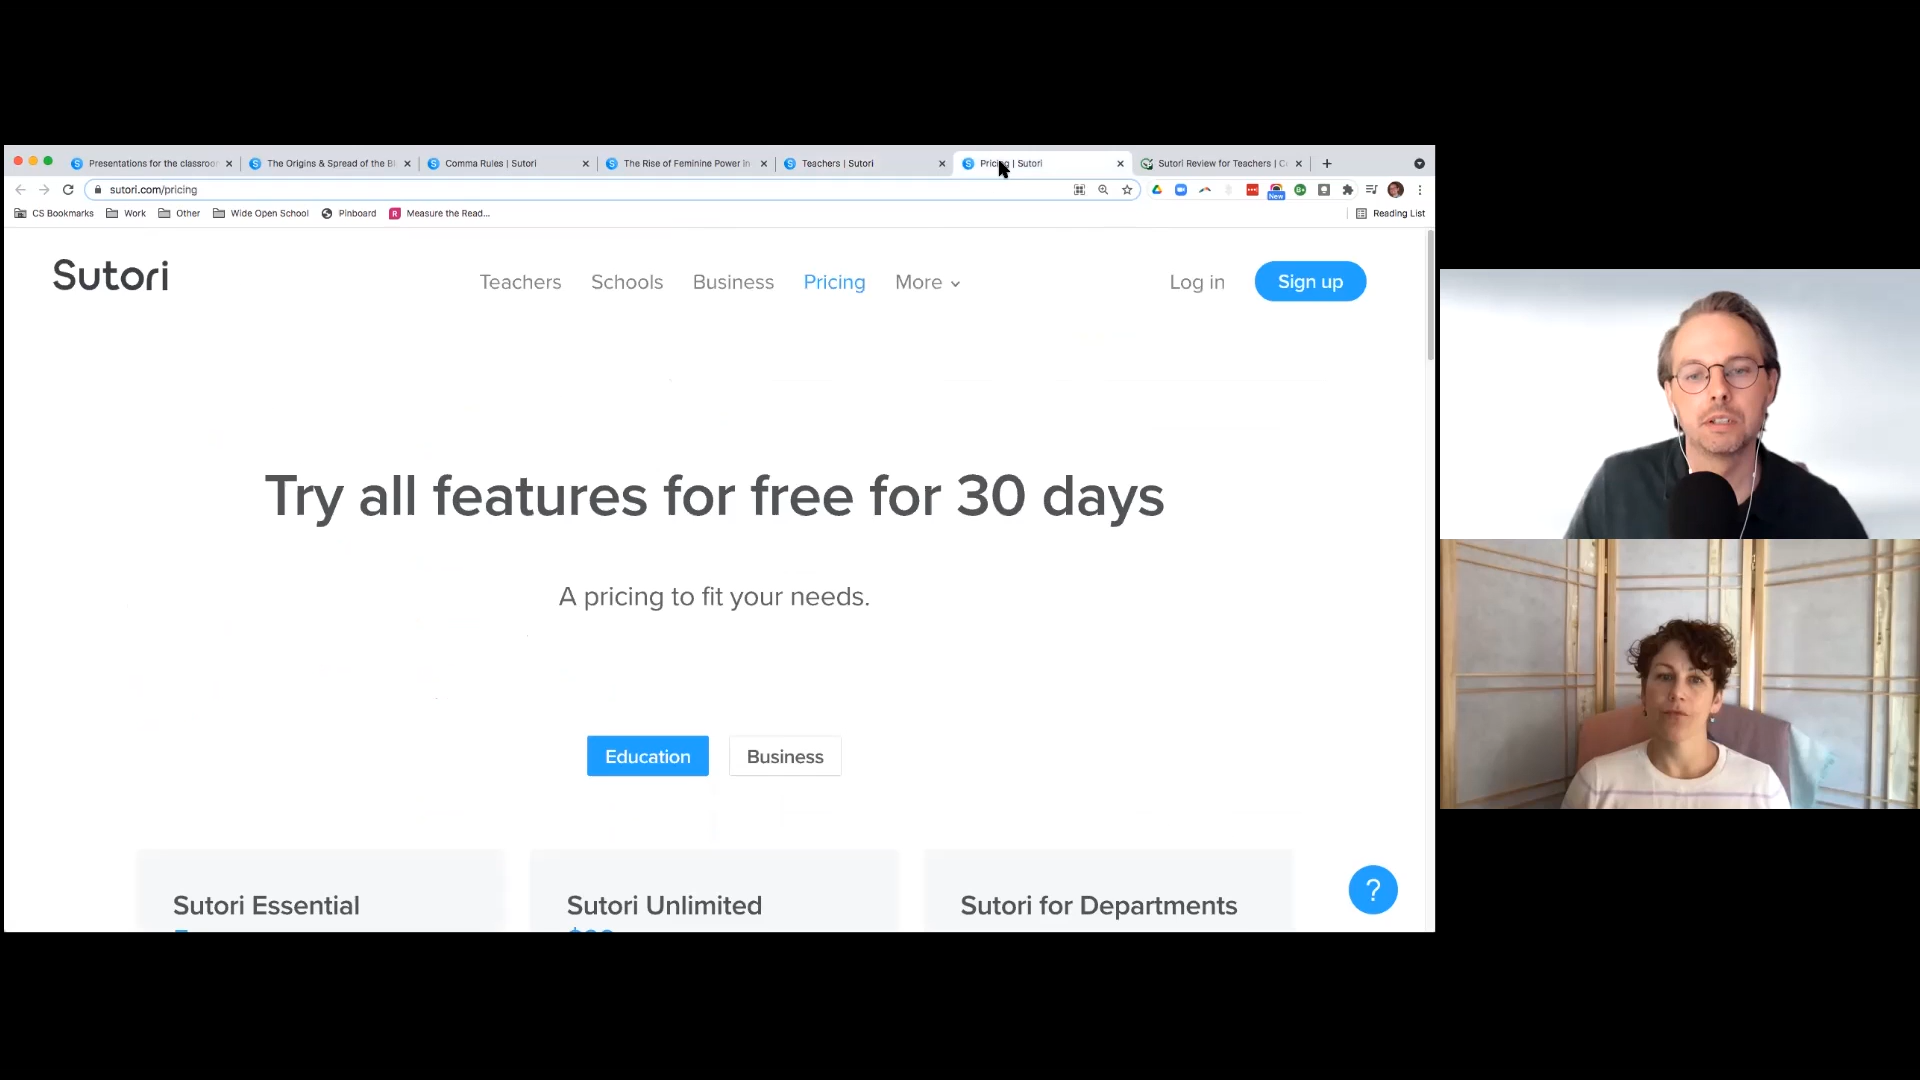 Presentations for the classroon
The Origins & Spread of the Bl
Comma Rules | Sutori
The Rise of Feminine Power in
Teachers | Sutori
Pricing | Sutori
Sutori Review for Teachers | C
sutori.com/pricing
New
CS Bookmarks
Work
Other
Wide Open School
Pinboard
R
Measure the Read...
Reading List
Sutori
Teachers
Schools
Business
Pricing
More
Log in
Sign up
Try all features for free for 30 days
A pricing to fit your needs.
Education
Business
Sutori Essential
Sutori Unlimited
Sutori for Departments
?